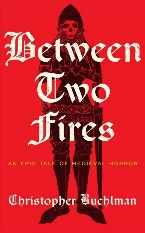 Between
Two
Fires
AN EPIC TALE OF MEDIEVAL HORROR
Christopher Buehlman